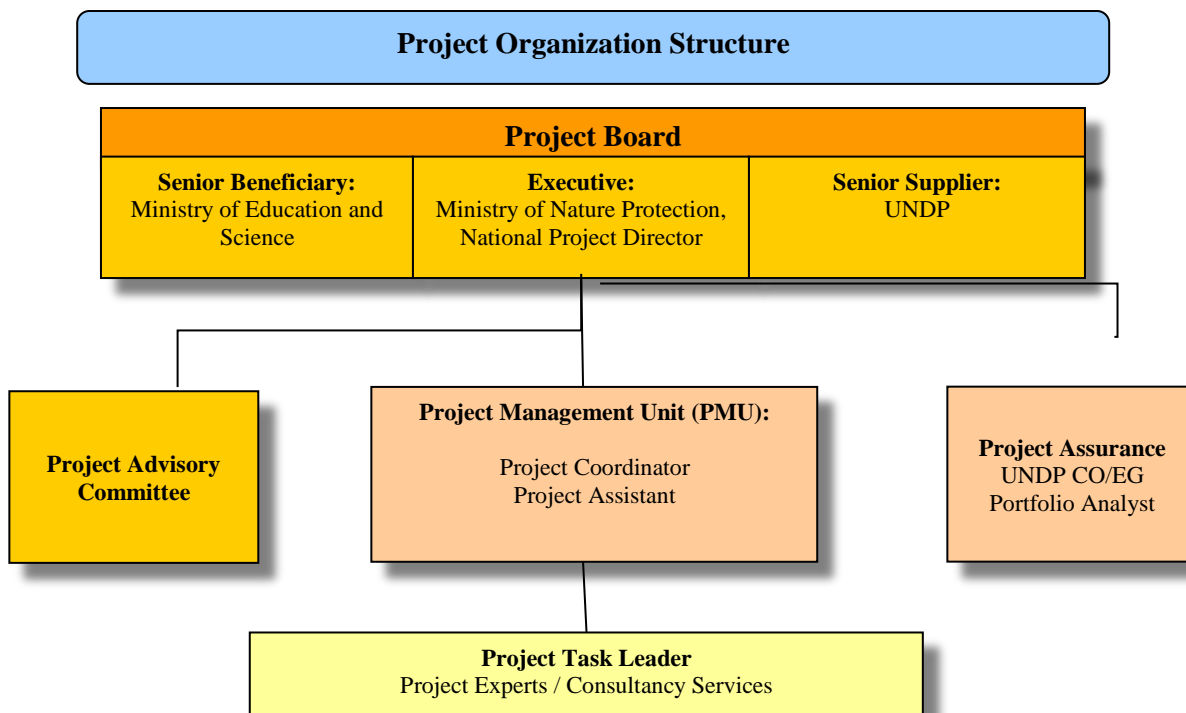 Project Organization Structure
Project Board
Senior Beneficiary:
Ministry of Education and
Science
Executive:
Ministry of Nature Protection,
National Project Director
Senior Supplier:
UNDP
Project Advisory
Committee
Project Management Unit (PMU):
Project Coordinator
Project Assistant
Project Assurance
UNDP CO/EG
Portfolio Analyst
Project Task Leader
Project Experts / Consultancy Services